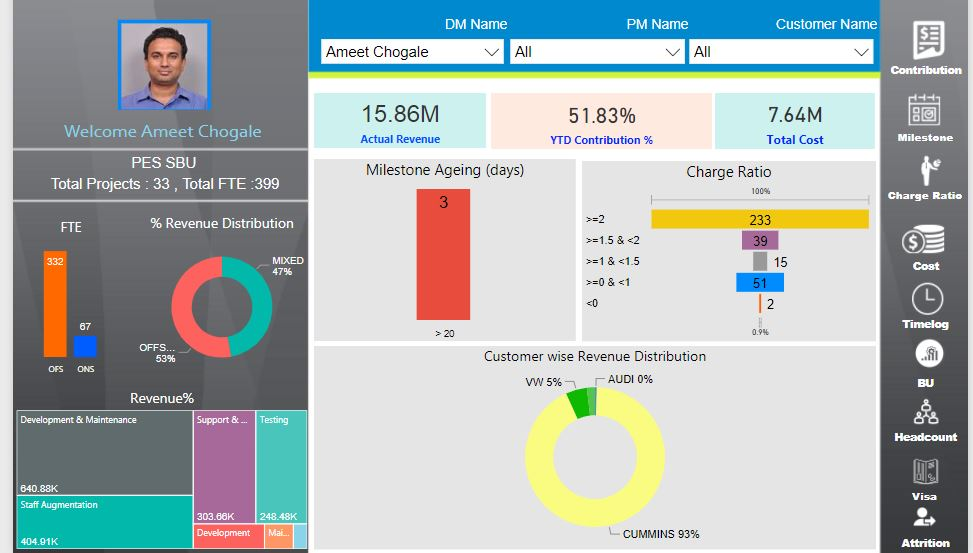 DM Name
PM Name
Customer Name
Ameet Chogale
All
All
Welcome Ameet Chogale
PES SBU
Total Projects : 33 , Total FTE :399
15.86M
Actual Revenue
51.83%
YTD Contribution %
7.64M
Total Cost
FTE
332
67
OFS
ONS
% Revenue Distribution
MIXED
47%
OFFS...
53%
Revenue%
Development & Maintenance
640.88K
Staff Augmentation
404.91K
Support & ...
303.66K
Testing
248.48K
Development
Mai...
Milestone Ageing (days)
3
> 20
Charge Ratio
100%
>=2
233
>=1.5 & <2
39
>=1 & <1.5
15
>=0 & <1
51
<0
2
0.9%
Customer wise Revenue Distribution
VW 5%
AUDI 0%
CUMMINS 93%
Contribution
Milestone
Charge Ratio
Cost
Timelog
BU
Headcount
Visa
Attrition